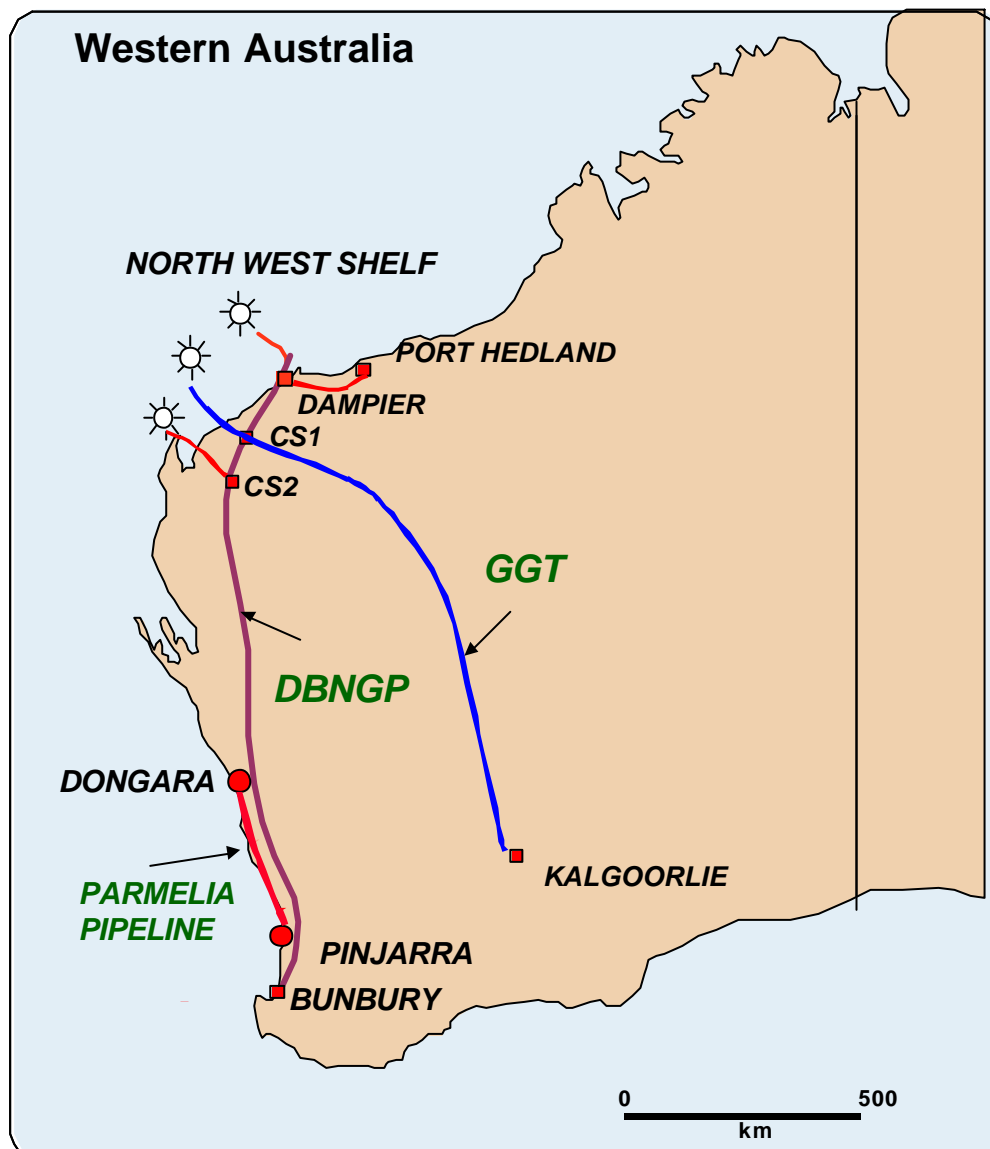 Western Australia
NORTH WEST SHELF
PORT HEDLAND
DAMPIER
CS1
CS2
GGT
DBNGP
DONGARA
KALGOORLIE
PARMELIA
PIPELINE
PINJARRA
BUNBURY
0 500
km